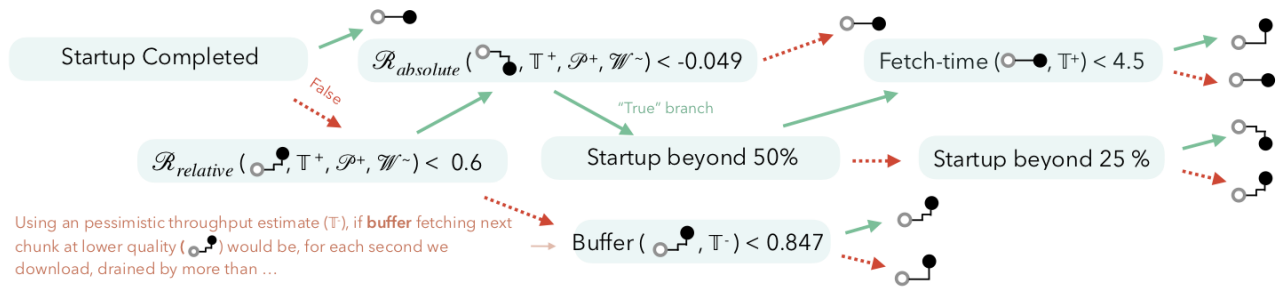 Startup Completed
ℛabsolute ( , 𝕋⁺, 𝒫⁺, 𝒲~) < -0.049
Fetch-time ( , 𝕋⁺) < 4.5
False
"True" branch
ℛrelative ( , 𝕋⁺, 𝒫⁺, 𝒲~) < 0.6
Startup beyond 50%
Startup beyond 25 %
Using an pessimistic throughput estimate (𝕋⁻), if buffer fetching next
chunk at lower quality ( ) would be, for each second we
download, drained by more than …
Buffer ( , 𝕋⁻) < 0.847